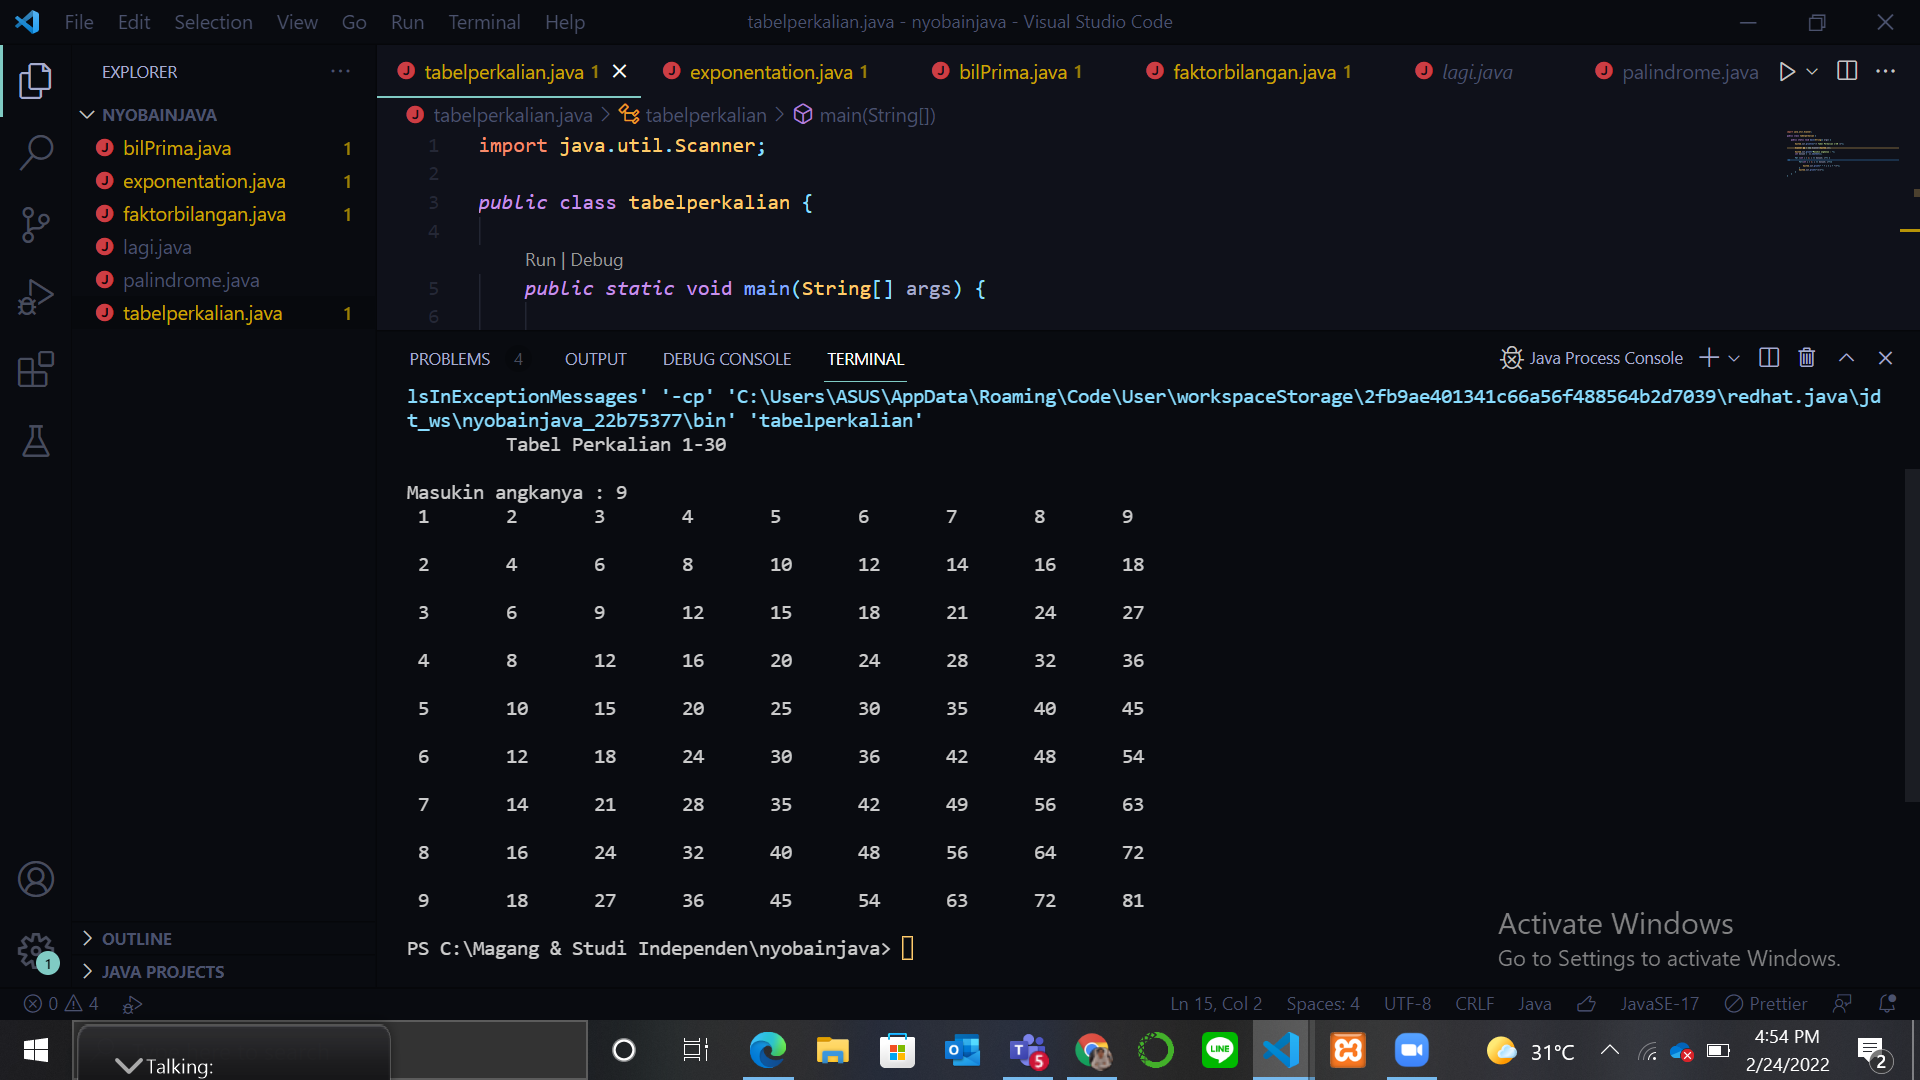 File Edit Selection View Go Run Terminal Help tabelperkalian.java - nyobainjava - Visual Studio Code
EXPLORER
tabelperkalian.java 1 exponentation.java 1 bilPrima.java 1 faktorbilangan.java 1 lagi.java palindrome.java
NYOBAINJAVA
bilPrima.java 1
exponentation.java 1
faktorbilangan.java 1
lagi.java
palindrome.java
tabelperkalian.java 1
tabelperkalian.java > tabelperkalian > main(String[])
1 import java.util.Scanner;
2
3 public class tabelperkalian {
4
Run | Debug
5 public static void main(String[] args) {
6
PROBLEMS 4 OUTPUT DEBUG CONSOLE TERMINAL Java Process Console
lsInExceptionMessages' '-cp' 'C:\Users\ASUS\AppData\Roaming\Code\User\workspaceStorage\2fb9ae401341c66a56f488564b2d7039\redhat.java\jd
t_ws\nyobainjava_22b75377\bin' 'tabelperkalian'
Tabel Perkalian 1-30
Masukin angkanya : 9
1 2 3 4 5 6 7 8 9
2 4 6 8 10 12 14 16 18
3 6 9 12 15 18 21 24 27
4 8 12 16 20 24 28 32 36
5 10 15 20 25 30 35 40 45
6 12 18 24 30 36 42 48 54
7 14 21 28 35 42 49 56 63
8 16 24 32 40 48 56 64 72
9 18 27 36 45 54 63 72 81
PS C:\Magang & Studi Independen\nyobainjava>
Activate Windows
Go to Settings to activate Windows.
1
OUTLINE
JAVA PROJECTS
0 4 Ln 15, Col 2 Spaces: 4 UTF-8 CRLF Java JavaSE-17 Prettier
Talking:
5
LINE
31°C
4:54 PM
2/24/2022
2